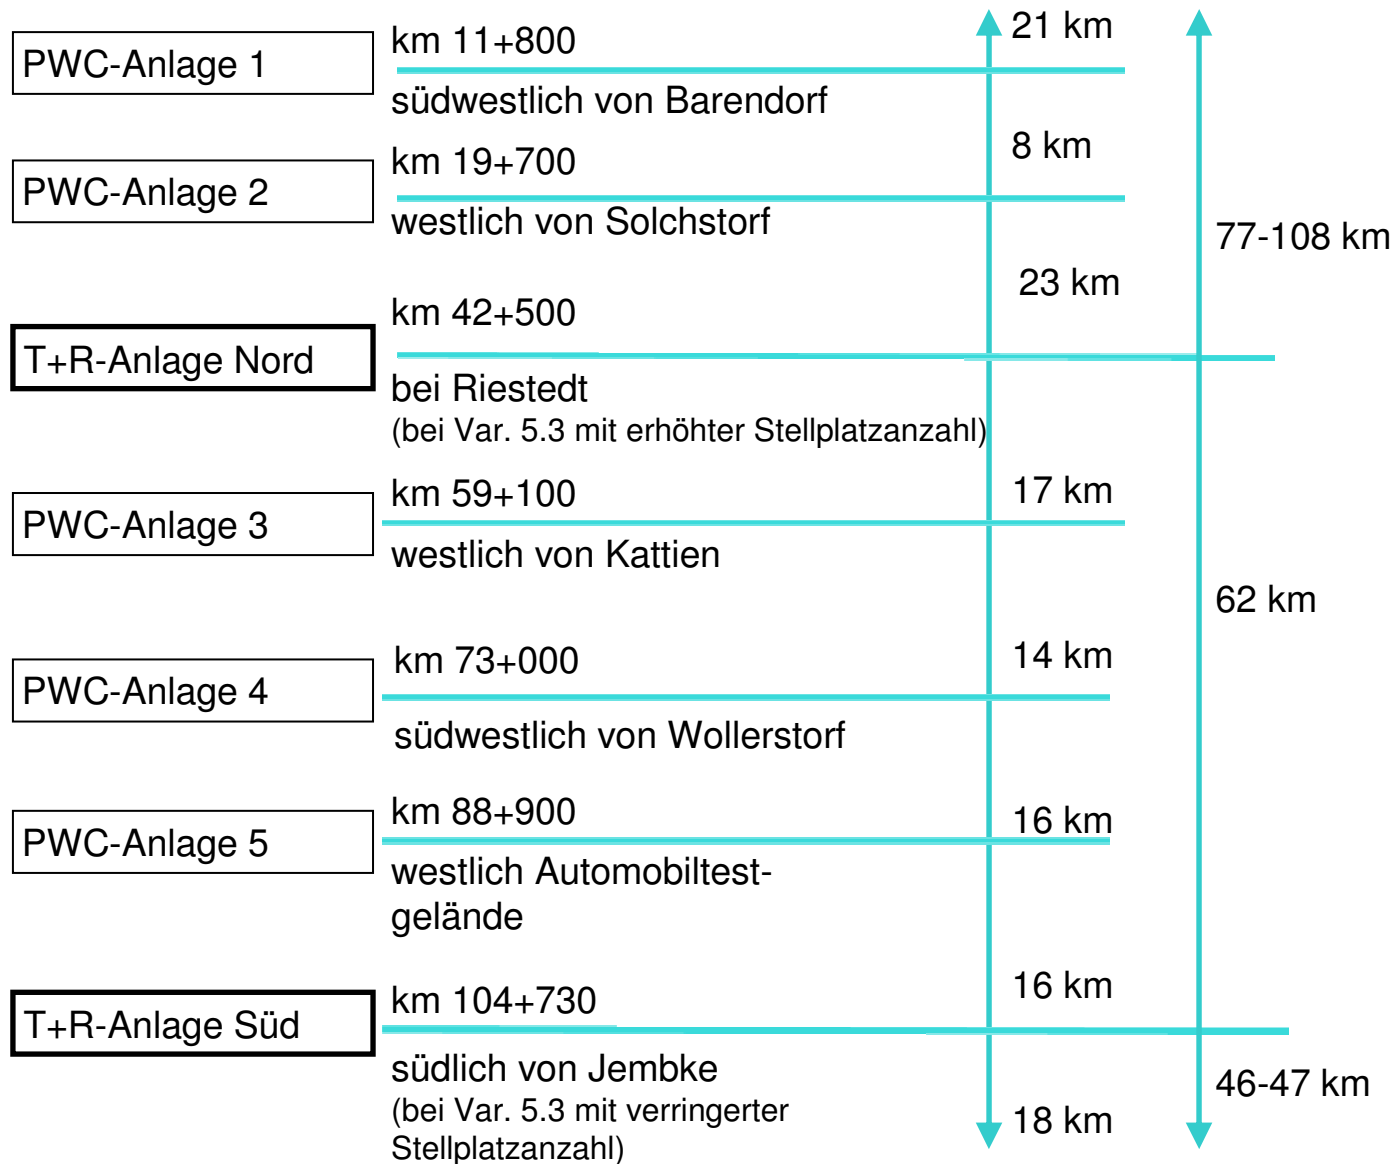 21 km
km 11+800
PWC-Anlage 1
südwestlich von Barendorf
8 km
km 19+700
PWC-Anlage 2
westlich von Solchstorf
77-108 km
23 km
km 42+500
T+R-Anlage Nord
bei Riestedt
(bei Var. 5.3 mit erhöhter Stellplatzanzahl)
km 59+100
17 km
PWC-Anlage 3
westlich von Kattien
62 km
km 73+000
14 km
PWC-Anlage 4
südwestlich von Wollerstorf
km 88+900
16 km
PWC-Anlage 5
westlich Automobiltest-
gelände
16 km
km 104+730
T+R-Anlage Süd
südlich von Jembke
46-47 km
(bei Var. 5.3 mit verringerter
Stellplatzanzahl)
18 km